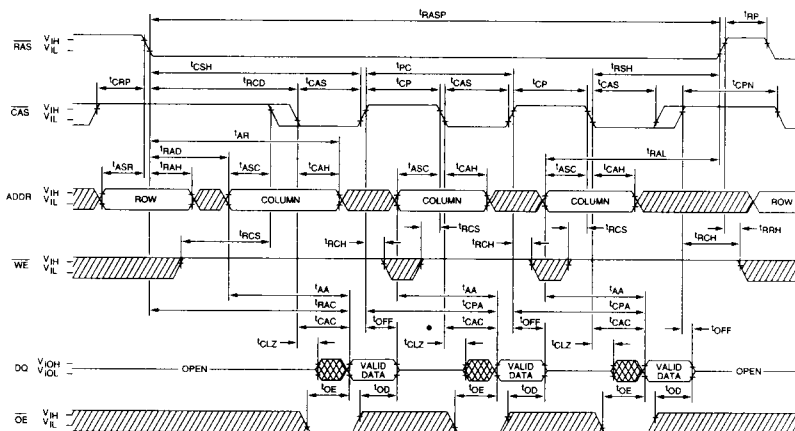 tRASP tRP
RAS VIH VIL
tCSH tPC tRSH
tCRP tRCD tCAS tCP tCAS tCP tCAS tCPN
CAS VIH VIL
tAR
tRAD tRAL
tASR tRAH tASC tCAH tASC tCAH tASC tCAH
ADDR VIH VIL ROW COLUMN COLUMN COLUMN ROW
tRCS tRCH tRCS tRCH tRCS tRCH tRRH
WE VIH VIL
tAA tAA tAA
tRAC tCPA tCPA
tCAC tOFF tCAC tOFF tCAC tOFF
tCLZ tCLZ tCLZ
DQ VIOH VIOL OPEN VALID DATA VALID DATA VALID DATA OPEN
tOE tOD tOE tOD tOE tOD
OE VIH VIL